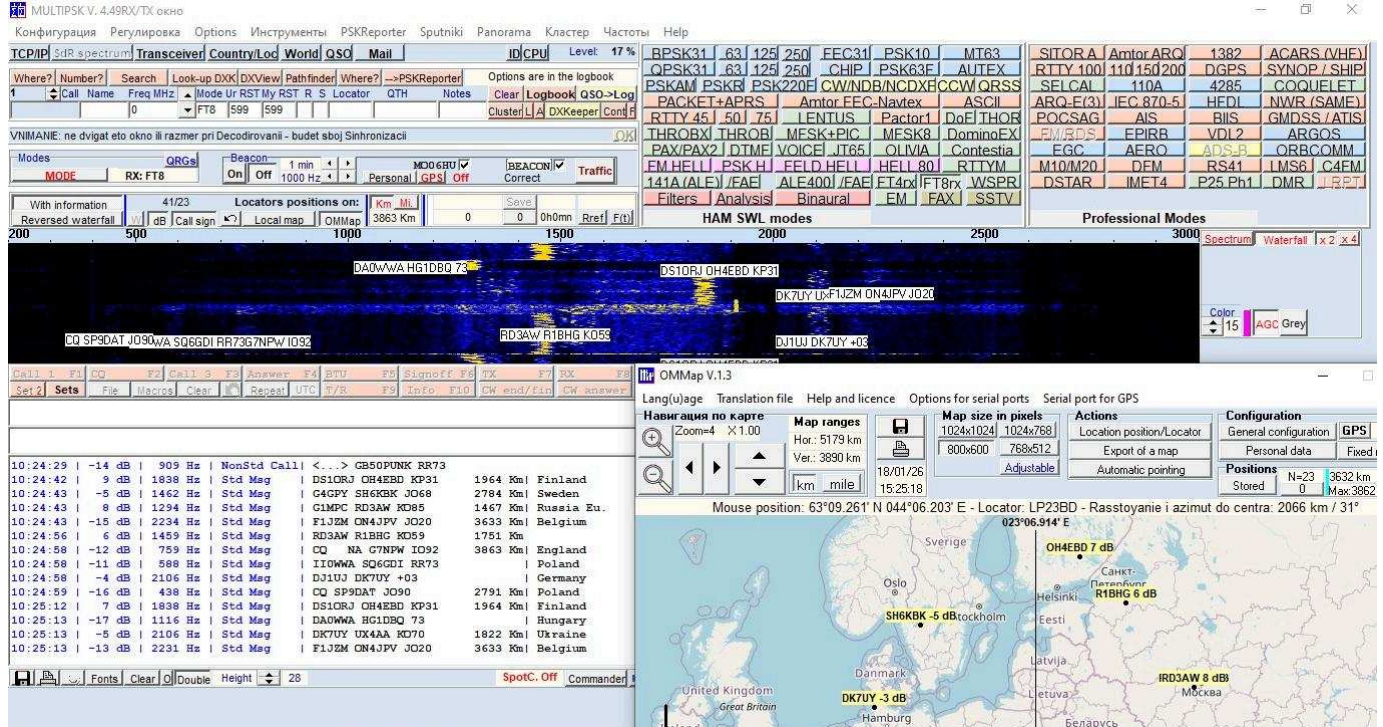 MULTIPSK V. 4.49RX/TX окно
Конфигурация Регулировка Options Инструменты PSKReporter Sputniki Panorama Кластер Частоты Help
TCP/IP SdR spectrum Transceiver Country/Loc World QSO Mail ID CPU Level: 17 %
Where? Number? Search Look-up DXK DXView Pathfinder Where? -->PSKReporter Options are in the logbook
1 Call Name Freq MHz Mode Ur RST My RST R S Locator QTH Notes Clear Logbook QSO->Log
0 FT8 599 599 Cluster L A DXKeeper Cont F
VNIMANIE: ne dvigat eto okno ili razmer pri Decodirovanii - budet sboj Sinhronizacii OK
Modes QRGs Beacon 1 min MO06HU BEACON Traffic
MODE RX: FT8 On Off 1000 Hz Personal GPS Off Correct
With information 41/23 Locators positions on: Km Mi. Save
Reversed waterfall W dB Call sign Local map OMMap 3863 Km 0 0 0h0mn Rref F(t)
BPSK31 63 125 250 FEC31 PSK10 MT63
QPSK31 63 125 250 CHIP PSK63F AUTEX
PSKAM PSKR PSK220F CW/NDB/NCDXF CCW QRSS
PACKET+APRS Amtor FEC-Navtex ASCII
RTTY 45 50 75 LENTUS Pactor1 DoF THOR
THROBX THROB MFSK+PIC MFSK8 DominoEX
PAX/PAX2 DTMF VOICE JT65 OLIVIA Contestia
FM HELL PSK H FELD HELL HELL 80 RTTYM
141A (ALE) /FAE ALE400 /FAE FT4rx FT8rx WSPR
Filters Analysis Binaural EM FAX SSTV
HAM SWL modes
SITOR A Amtor ARQ 1382 ACARS (VHF)
RTTY 100 110 150 200 DGPS SYNOP / SHIP
SELCAL 110A 4285 COQUELET
ARQ-E(3) IEC 870-5 HFDL NWR (SAME)
POCSAG AIS BIIS GMDSS / ATIS
FM/RDS EPIRB VDL2 ARGOS
EGC AERO ADS-B ORBCOMM
M10/M20 DFM RS41 LMS6 C4FM
DSTAR IMET4 P25 Ph1 DMR LRPT
Professional Modes
200 500 1000 1500 2000 2500 3000
Spectrum Waterfall x 2 x 4
DA0WWA HG1DBQ 73
DS1ORJ OH4EBD KP31
DK7UY UX
F1JZM ON4JPV JO20
CQ SP9DAT JO90
WA SQ6GDI RR73
G7NPW IO92
RD3AW R1BHG KO59
DJ1UJ DK7UY +03
Color
15 AGC Grey
Call 1 F1 CQ F2 Call 3 F3 Answer F4 BTU F5 Signoff F6 TX F7 RX F8
Set 2 Sets File Macros Clear Repeat UTC T/R F9 Info F10 CW end/fin CW answer
10:24:29 | -14 dB | 909 Hz | NonStd Call| <...> GB50PUNK RR73
10:24:42 | 9 dB | 1838 Hz | Std Msg | DS1ORJ OH4EBD KP31 1964 Km| Finland
10:24:43 | -5 dB | 1462 Hz | Std Msg | G4GPY SH6KBK JO68 2784 Km| Sweden
10:24:43 | 8 dB | 1294 Hz | Std Msg | G1MPC RD3AW KO85 1467 Km| Russia Eu.
10:24:43 | -15 dB | 2234 Hz | Std Msg | F1JZM ON4JPV JO20 3633 Km| Belgium
10:24:56 | 6 dB | 1459 Hz | Std Msg | RD3AW R1BHG KO59 1751 Km
10:24:58 | -12 dB | 759 Hz | Std Msg | CQ NA G7NPW IO92 3863 Km| England
10:24:58 | -11 dB | 588 Hz | Std Msg | II0WWA SQ6GDI RR73 | Poland
10:24:58 | -4 dB | 2106 Hz | Std Msg | DJ1UJ DK7UY +03 | Germany
10:24:59 | -16 dB | 438 Hz | Std Msg | CQ SP9DAT JO90 2791 Km| Poland
10:25:12 | 7 dB | 1838 Hz | Std Msg | DS1ORJ OH4EBD KP31 1964 Km| Finland
10:25:13 | -17 dB | 1116 Hz | Std Msg | DA0WWA HG1DBQ 73 | Hungary
10:25:13 | -5 dB | 2106 Hz | Std Msg | DK7UY UX4AA KO70 1822 Km| Ukraine
10:25:13 | -13 dB | 2231 Hz | Std Msg | F1JZM ON4JPV JO20 3633 Km| Belgium
Fonts Clear O Double Height 28 SpotC. Off Commander
OMMap V.1.3
Lang(u)age Translation file Help and licence Options for serial ports Serial port for GPS
Навигация по карте
Zoom=4 X1.00
Map ranges
Hor.: 5179 km
Ver.: 3890 km
km mile
18/01/26
15:25:18
Map size in pixels
1024x1024 1024x768
800x600 768x512
Adjustable
Actions
Location position/Locator
Export of a map
Automatic pointing
Configuration
General configuration GPS
Personal data Fixed
Positions N=23 3632 km
Stored 0 Max:3862
Mouse position: 63°09.261' N 044°06.203' E - Locator: LP23BD - Rasstoyanie i azimut do centra: 2066 km / 31°
023°06.914' E
Sverige
OH4EBD 7 dB
Oslo
Санкт-
Петербург
Helsinki
R1BHG 6 dB
SH6KBK -5 dB
tockholm
Eesti
Latvija
Danmark
IRD3AW 8 dB
Москва
United Kingdom
Great Britain
DK7UY -3 dB
Lietuva
Hamburg
Беларусь